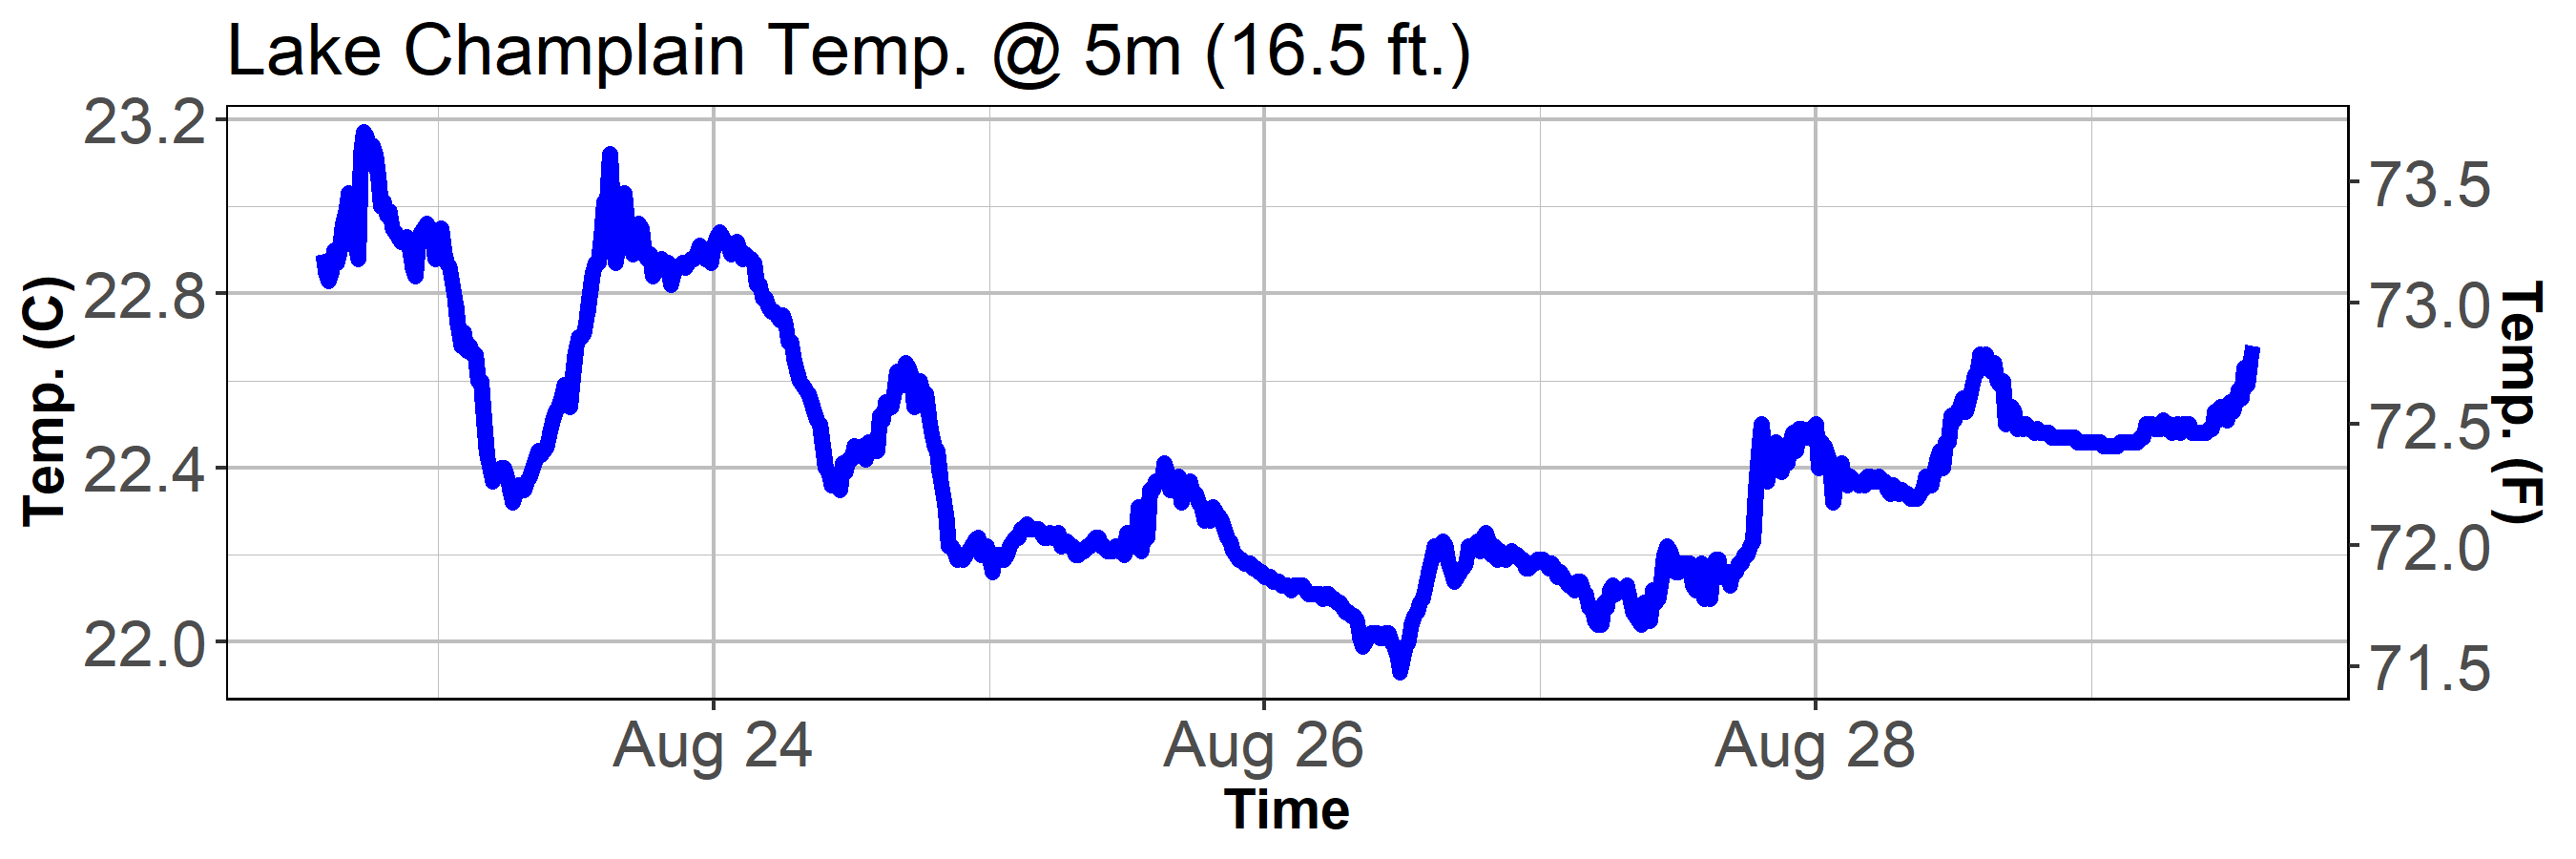 Lake Champlain Temp. @ 5m (16.5 ft.)
23.2
22.8
22.4
22.0
Temp. (C)
73.5
73.0
72.5
72.0
71.5
Temp. (F)
Aug 24 Aug 26 Aug 28
Time